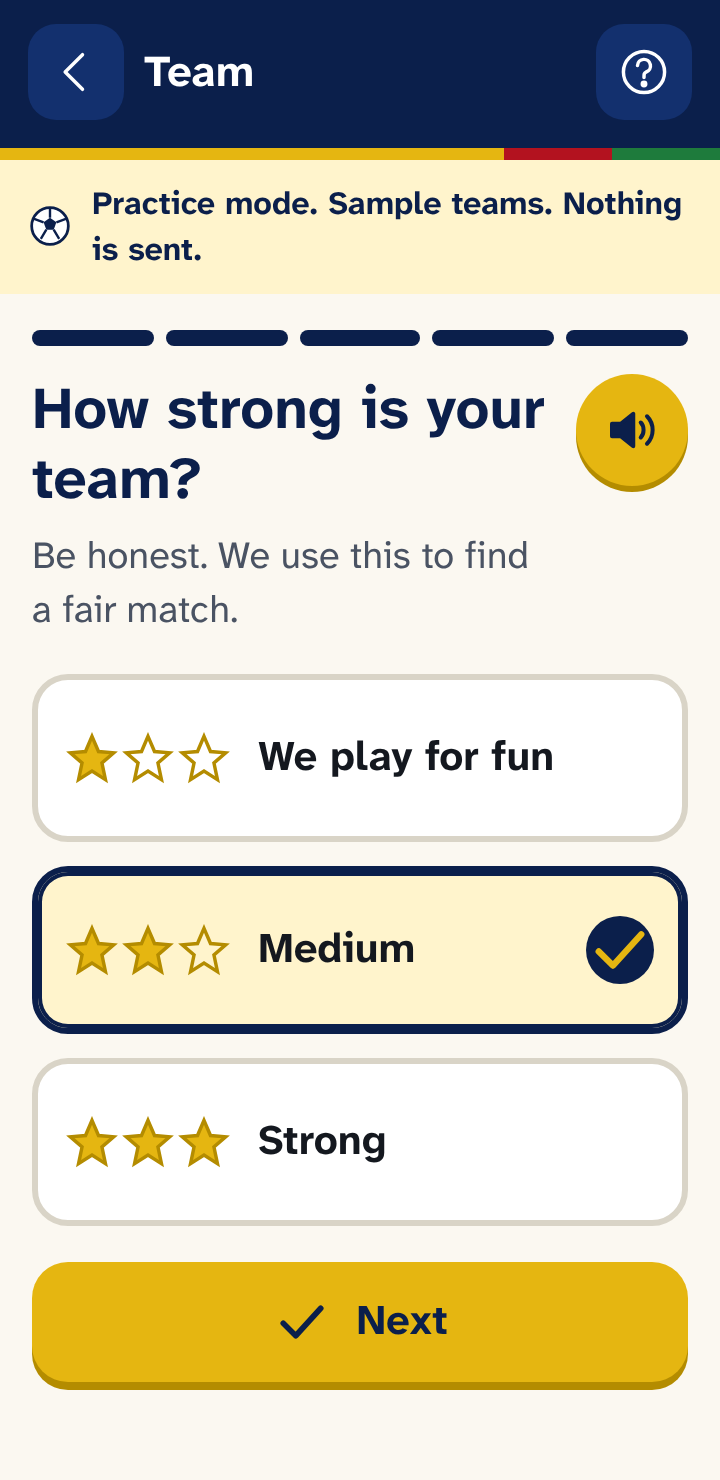 Team
Practice mode. Sample teams. Nothing
is sent.
How strong is your
team?
Be honest. We use this to find
a fair match.
We play for fun
Medium
Strong
Next